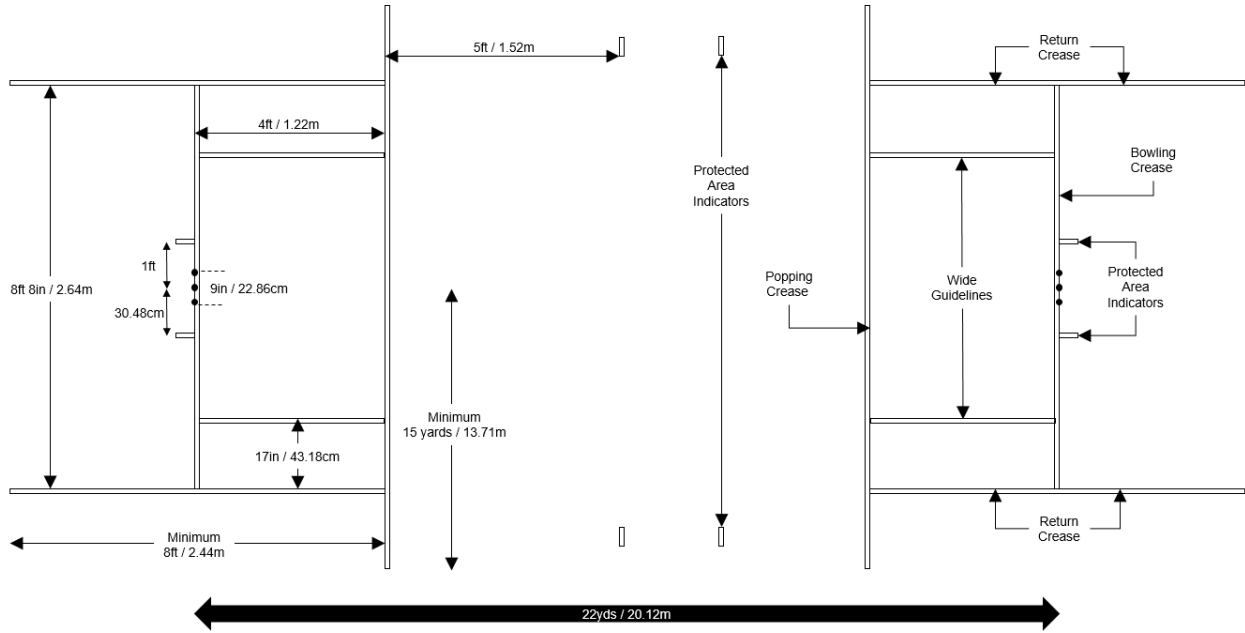 5ft / 1.52m
Return
Crease
4ft / 1.22m
Protected
Area
Indicators
Bowling
Crease
1ft
8ft 8in / 2.64m
9in / 22.86cm
30.48cm
Popping
Crease
Wide
Guidelines
Protected
Area
Indicators
Minimum
15 yards / 13.71m
17in / 43.18cm
Minimum
8ft / 2.44m
Return
Crease
22yds / 20.12m